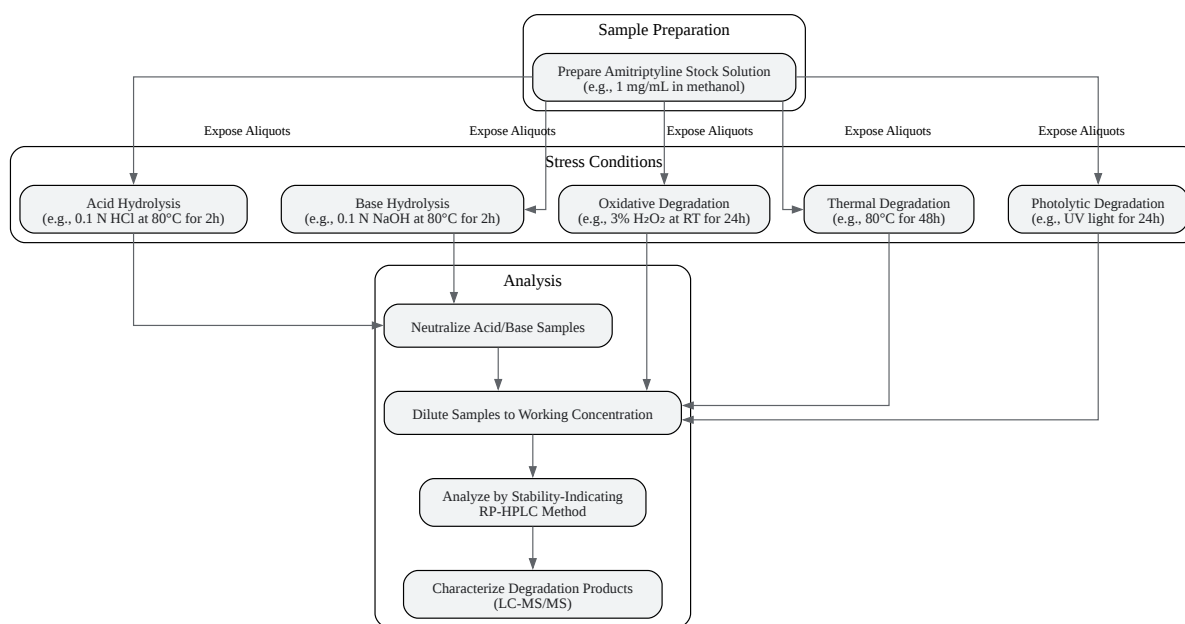 Sample Preparation
Prepare Amitriptyline Stock Solution
(e.g., 1 mg/mL in methanol)
Expose Aliquots
Expose Aliquots
Expose Aliquots
Expose Aliquots
Expose Aliquots
Stress Conditions
Acid Hydrolysis
(e.g., 0.1 N HCl at 80°C for 2h)
Base Hydrolysis
(e.g., 0.1 N NaOH at 80°C for 2h)
Oxidative Degradation
(e.g., 3% H₂O₂ at RT for 24h)
Thermal Degradation
(e.g., 80°C for 48h)
Photolytic Degradation
(e.g., UV light for 24h)
Analysis
Neutralize Acid/Base Samples
Dilute Samples to Working Concentration
Analyze by Stability-Indicating
RP-HPLC Method
Characterize Degradation Products
(LC-MS/MS)